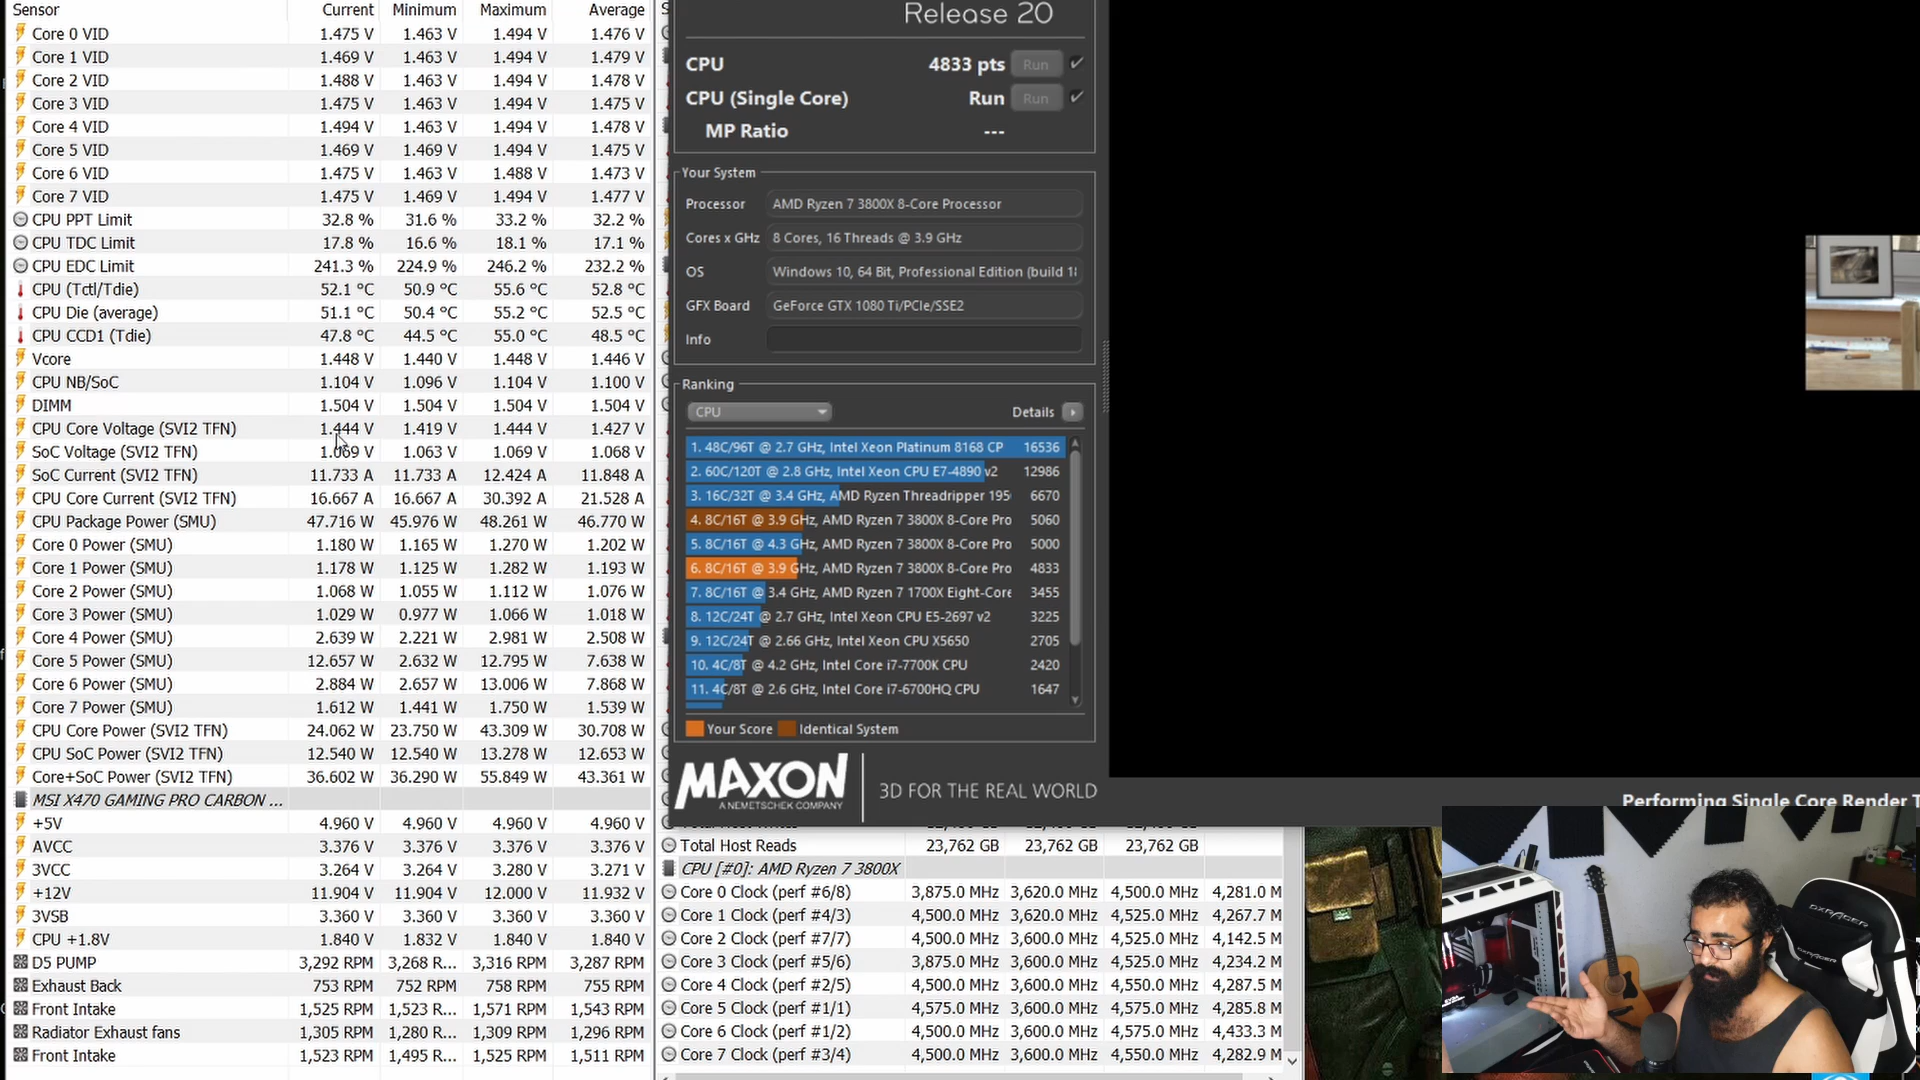 Sensor Current Minimum Maximum Average
Core 0 VID 1.475 V 1.463 V 1.494 V 1.476 V
Core 1 VID 1.469 V 1.463 V 1.494 V 1.479 V
Core 2 VID 1.488 V 1.463 V 1.494 V 1.478 V
Core 3 VID 1.475 V 1.463 V 1.494 V 1.475 V
Core 4 VID 1.494 V 1.463 V 1.494 V 1.478 V
Core 5 VID 1.469 V 1.463 V 1.494 V 1.475 V
Core 6 VID 1.475 V 1.463 V 1.488 V 1.473 V
Core 7 VID 1.475 V 1.469 V 1.494 V 1.477 V
CPU PPT Limit 32.8 % 31.6 % 33.2 % 32.2 %
CPU TDC Limit 17.8 % 16.6 % 18.1 % 17.1 %
CPU EDC Limit 241.3 % 224.9 % 246.2 % 232.2 %
CPU (Tctl/Tdie) 52.1 °C 50.9 °C 55.6 °C 52.8 °C
CPU Die (average) 51.1 °C 50.4 °C 55.2 °C 52.5 °C
CPU CCD1 (Tdie) 47.8 °C 44.5 °C 55.0 °C 48.5 °C
Vcore 1.448 V 1.440 V 1.448 V 1.446 V
CPU NB/SoC 1.104 V 1.096 V 1.104 V 1.100 V
DIMM 1.504 V 1.504 V 1.504 V 1.504 V
CPU Core Voltage (SVI2 TFN) 1.444 V 1.419 V 1.444 V 1.427 V
SoC Voltage (SVI2 TFN) 1.069 V 1.063 V 1.069 V 1.068 V
SoC Current (SVI2 TFN) 11.733 A 11.733 A 12.424 A 11.848 A
CPU Core Current (SVI2 TFN) 16.667 A 16.667 A 30.392 A 21.528 A
CPU Package Power (SMU) 47.716 W 45.976 W 48.261 W 46.770 W
Core 0 Power (SMU) 1.180 W 1.165 W 1.270 W 1.202 W
Core 1 Power (SMU) 1.178 W 1.125 W 1.282 W 1.193 W
Core 2 Power (SMU) 1.068 W 1.055 W 1.112 W 1.076 W
Core 3 Power (SMU) 1.029 W 0.977 W 1.066 W 1.018 W
Core 4 Power (SMU) 2.639 W 2.221 W 2.981 W 2.508 W
Core 5 Power (SMU) 12.657 W 2.632 W 12.795 W 7.638 W
Core 6 Power (SMU) 2.884 W 2.657 W 13.006 W 7.868 W
Core 7 Power (SMU) 1.612 W 1.441 W 1.750 W 1.539 W
CPU Core Power (SVI2 TFN) 24.062 W 23.750 W 43.309 W 30.708 W
CPU SoC Power (SVI2 TFN) 12.540 W 12.540 W 13.278 W 12.653 W
Core+SoC Power (SVI2 TFN) 36.602 W 36.290 W 55.849 W 43.361 W
MSI X470 GAMING PRO CARBON ...
+5V 4.960 V 4.960 V 4.960 V 4.960 V
AVCC 3.376 V 3.376 V 3.376 V 3.376 V
3VCC 3.264 V 3.264 V 3.280 V 3.271 V
+12V 11.904 V 11.904 V 12.000 V 11.932 V
3VSB 3.360 V 3.360 V 3.360 V 3.360 V
CPU +1.8V 1.840 V 1.832 V 1.840 V 1.840 V
D5 PUMP 3,292 RPM 3,268 R... 3,316 RPM 3,287 RPM
Exhaust Back 753 RPM 752 RPM 758 RPM 755 RPM
Front Intake 1,525 RPM 1,523 R... 1,571 RPM 1,543 RPM
Radiator Exhaust fans 1,305 RPM 1,280 R... 1,309 RPM 1,296 RPM
Front Intake 1,523 RPM 1,495 R... 1,525 RPM 1,511 RPM
Release 20
CPU 4833 pts Run
CPU (Single Core) Run Run
MP Ratio ---
Your System
Processor AMD Ryzen 7 3800X 8-Core Processor
Cores x GHz 8 Cores, 16 Threads @ 3.9 GHz
OS Windows 10, 64 Bit, Professional Edition (build 1
GFX Board GeForce GTX 1080 Ti/PCIe/SSE2
Info
Ranking
CPU Details
1. 48C/96T @ 2.7 GHz, Intel Xeon Platinum 8168 CP 16536
2. 60C/120T @ 2.8 GHz, Intel Xeon CPU E7-4890 v2 12986
3. 16C/32T @ 3.4 GHz, AMD Ryzen Threadripper 195 6670
4. 8C/16T @ 3.9 GHz, AMD Ryzen 7 3800X 8-Core Pro 5060
5. 8C/16T @ 4.3 GHz, AMD Ryzen 7 3800X 8-Core Pro 5000
6. 8C/16T @ 3.9 GHz, AMD Ryzen 7 3800X 8-Core Pro 4833
7. 8C/16T @ 3.4 GHz, AMD Ryzen 7 1700X Eight-Core 3455
8. 12C/24T @ 2.7 GHz, Intel Xeon CPU E5-2697 v2 3225
9. 12C/24T @ 2.66 GHz, Intel Xeon CPU X5650 2705
10. 4C/8T @ 4.2 GHz, Intel Core i7-7700K CPU 2420
11. 4C/8T @ 2.6 GHz, Intel Core i7-6700HQ CPU 1647
Your Score Identical System
MAXON
A NEMETSCHEK COMPANY
3D FOR THE REAL WORLD
Performing Single Core Render T
Total Host Reads 23,762 GB 23,762 GB 23,762 GB
CPU [#0]: AMD Ryzen 7 3800X
Core 0 Clock (perf #6/8) 3,875.0 MHz 3,620.0 MHz 4,500.0 MHz 4,281.0 M
Core 1 Clock (perf #4/3) 4,500.0 MHz 3,620.0 MHz 4,525.0 MHz 4,267.7 M
Core 2 Clock (perf #7/7) 4,500.0 MHz 3,600.0 MHz 4,525.0 MHz 4,142.5 M
Core 3 Clock (perf #5/6) 3,875.0 MHz 3,600.0 MHz 4,525.0 MHz 4,234.2 M
Core 4 Clock (perf #2/5) 4,500.0 MHz 3,600.0 MHz 4,550.0 MHz 4,287.5 M
Core 5 Clock (perf #1/1) 4,575.0 MHz 3,600.0 MHz 4,575.0 MHz 4,285.8 M
Core 6 Clock (perf #1/2) 4,500.0 MHz 3,600.0 MHz 4,575.0 MHz 4,433.3 M
Core 7 Clock (perf #3/4) 4,500.0 MHz 3,600.0 MHz 4,550.0 MHz 4,282.9 M
DXRACER